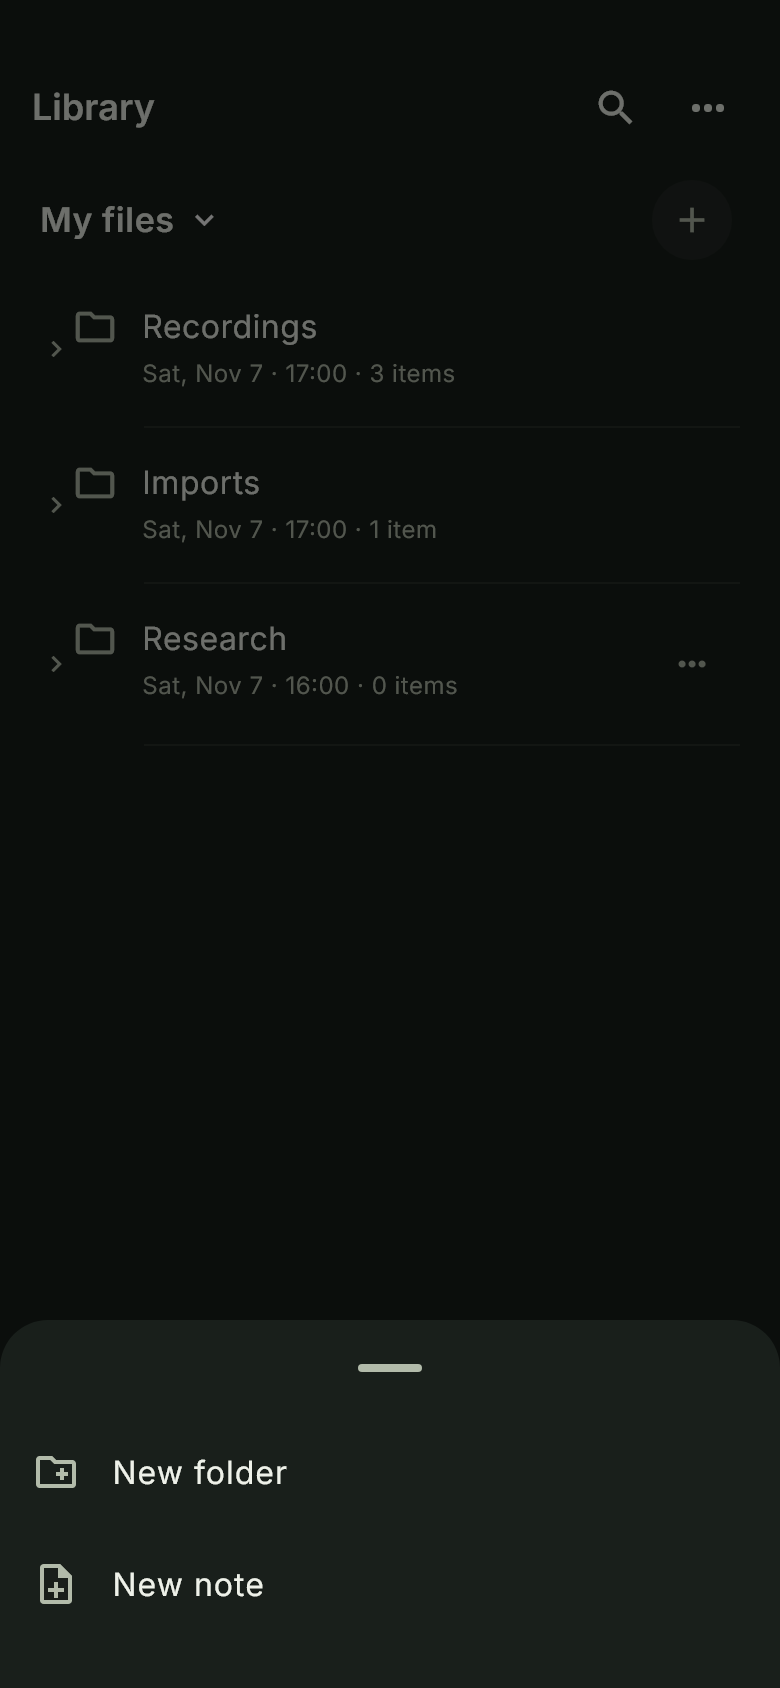 Library
My files
Recordings
Sat, Nov 7 · 17:00 · 3 items
Imports
Sat, Nov 7 · 17:00 · 1 item
Research
Sat, Nov 7 · 16:00 · 0 items
New folder
New note